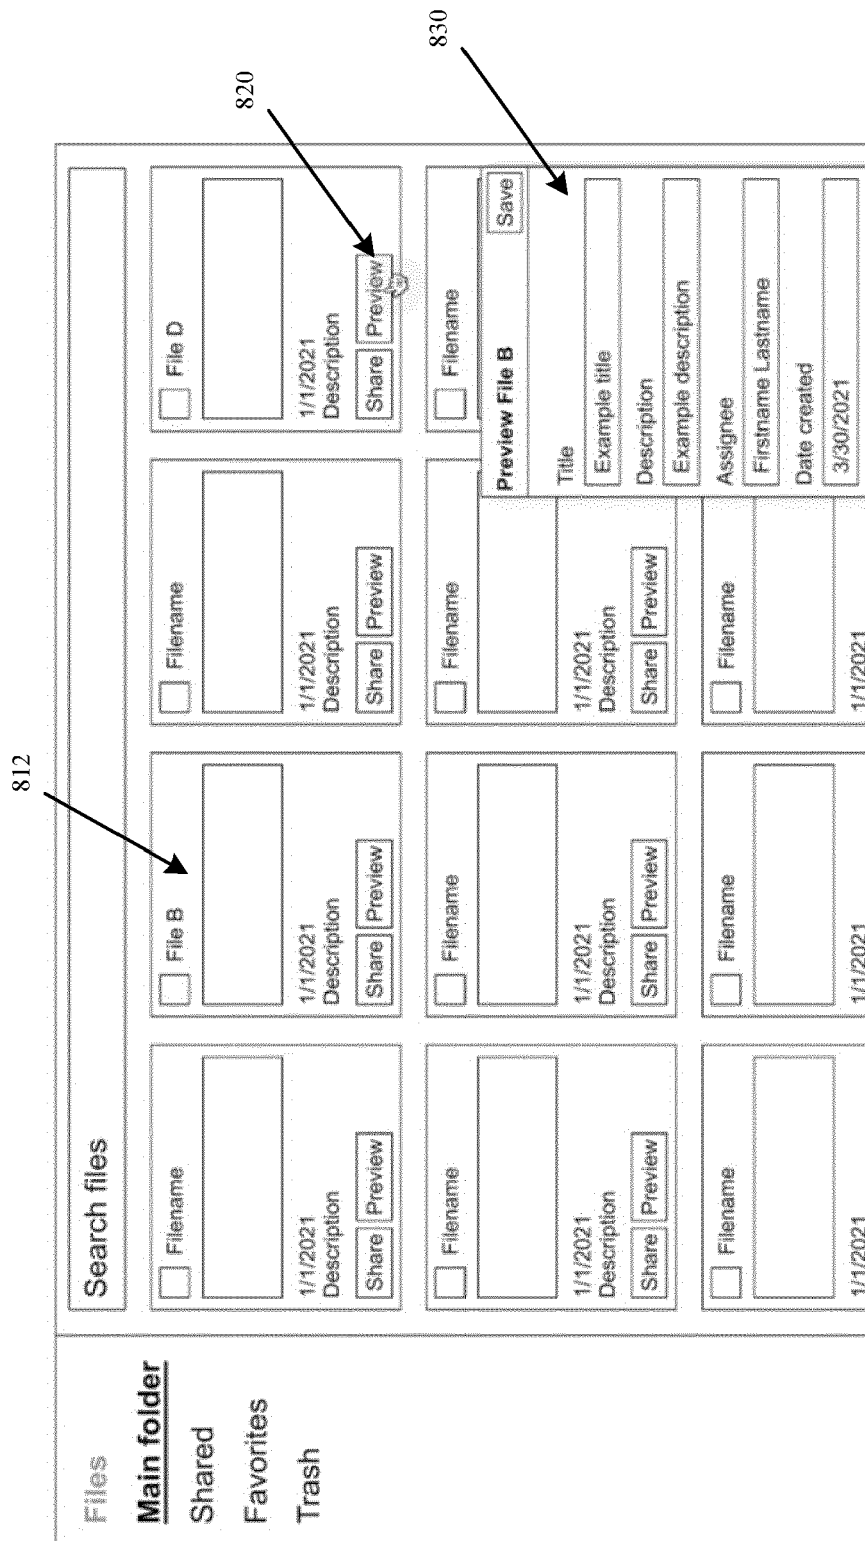 812
820
830
Files
Main folder
Shared
Favorites
Trash
Search files
Filename
1/1/2021
Description
Share
Preview
File B
1/1/2021
Description
Share
Preview
Filename
1/1/2021
Description
Share
Preview
File D
1/1/2021
Description
Share
Preview
Filename
1/1/2021
Description
Share
Preview
Filename
1/1/2021
Description
Share
Preview
Filename
1/1/2021
Description
Share
Preview
Filename
Preview File B
Save
Title
Example title
Description
Example description
Assignee
Firstname Lastname
Date created
3/30/2021
Filename
1/1/2021
Filename
1/1/2021
Filename
1/1/2021